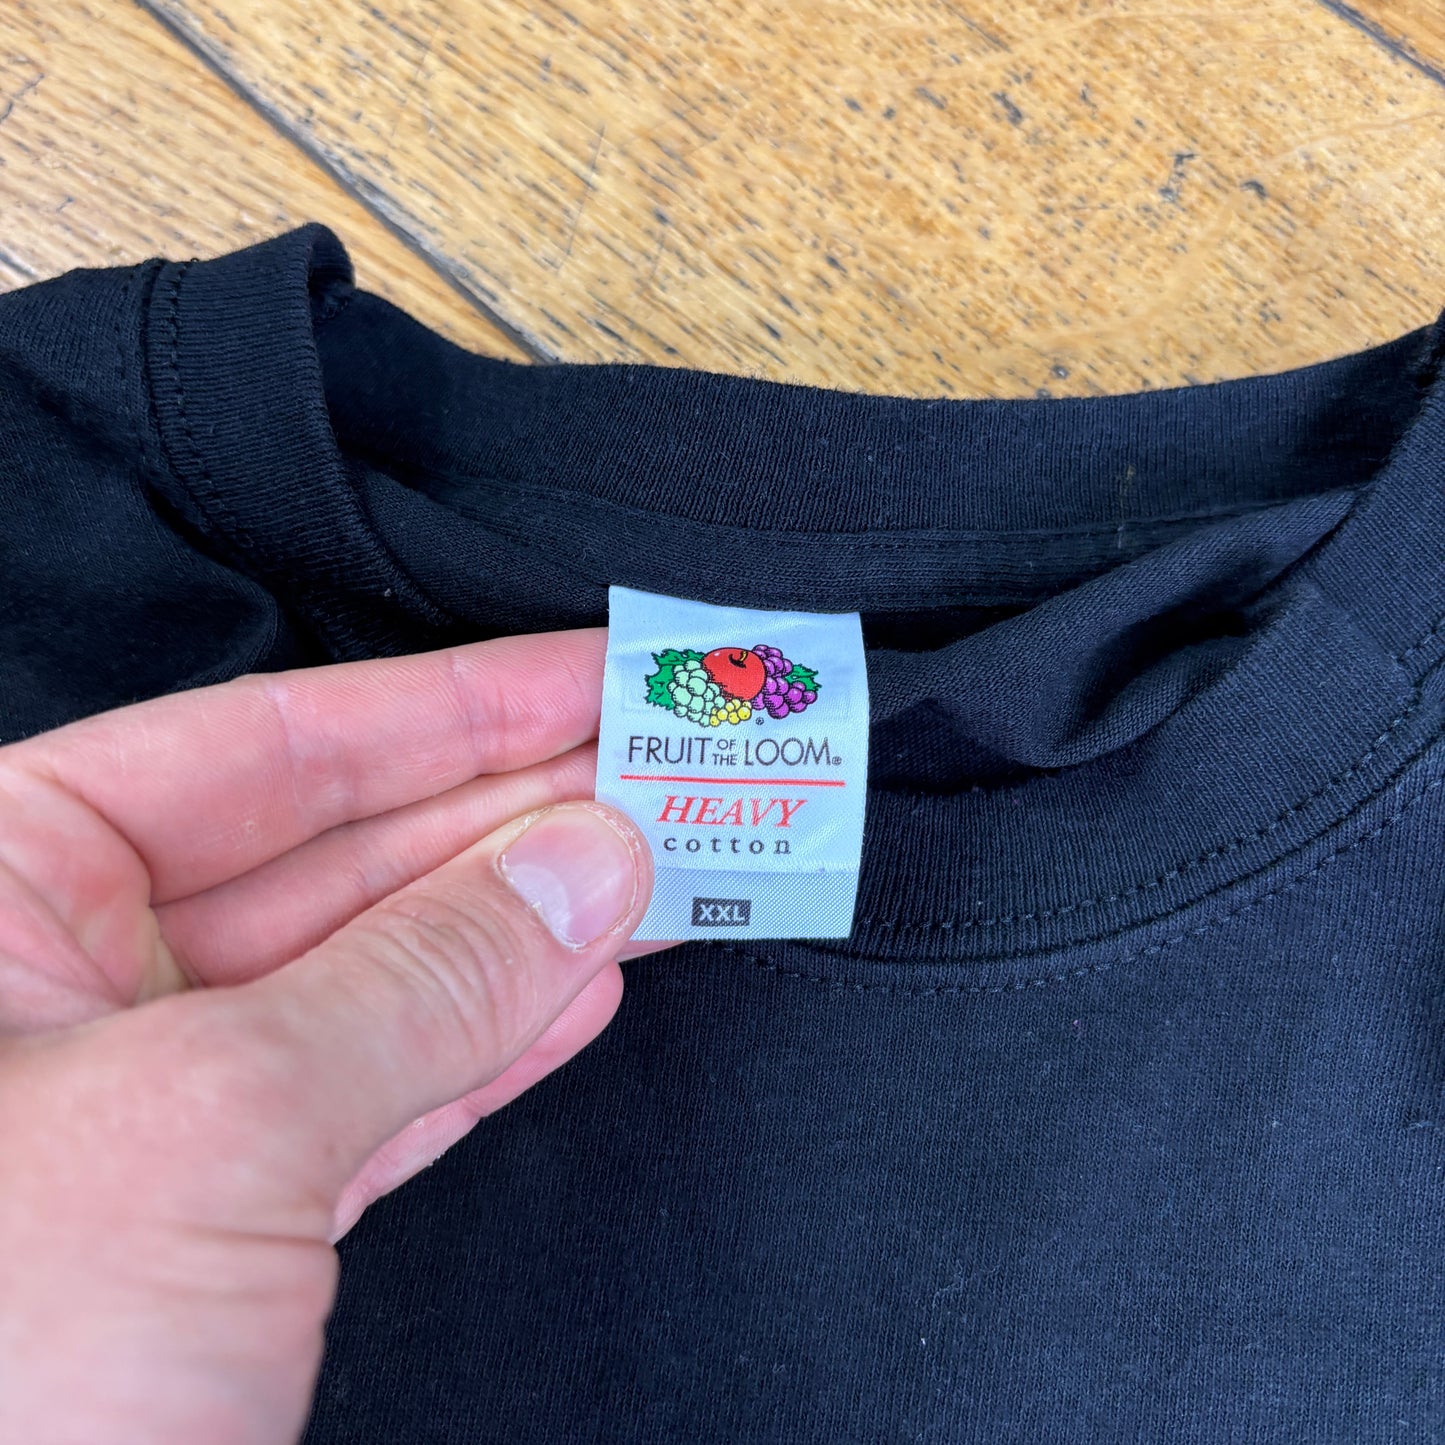 FRUIT OF THE LOOM®
HEAVY
cotton
XXL